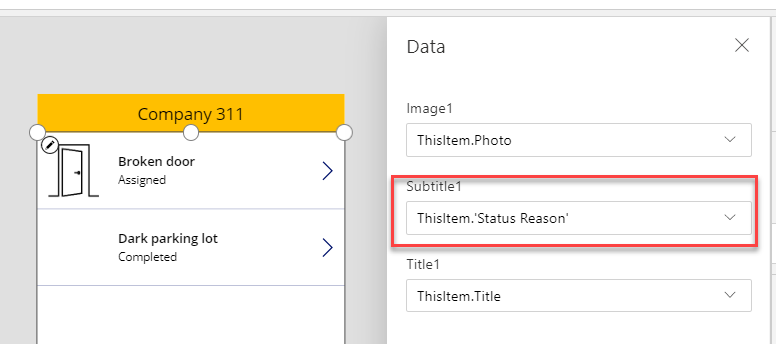 Company 311
Broken door
Assigned
Dark parking lot
Completed
Data
Image1
ThisItem.Photo
Subtitle1
ThisItem.'Status Reason'
Title1
ThisItem.Title